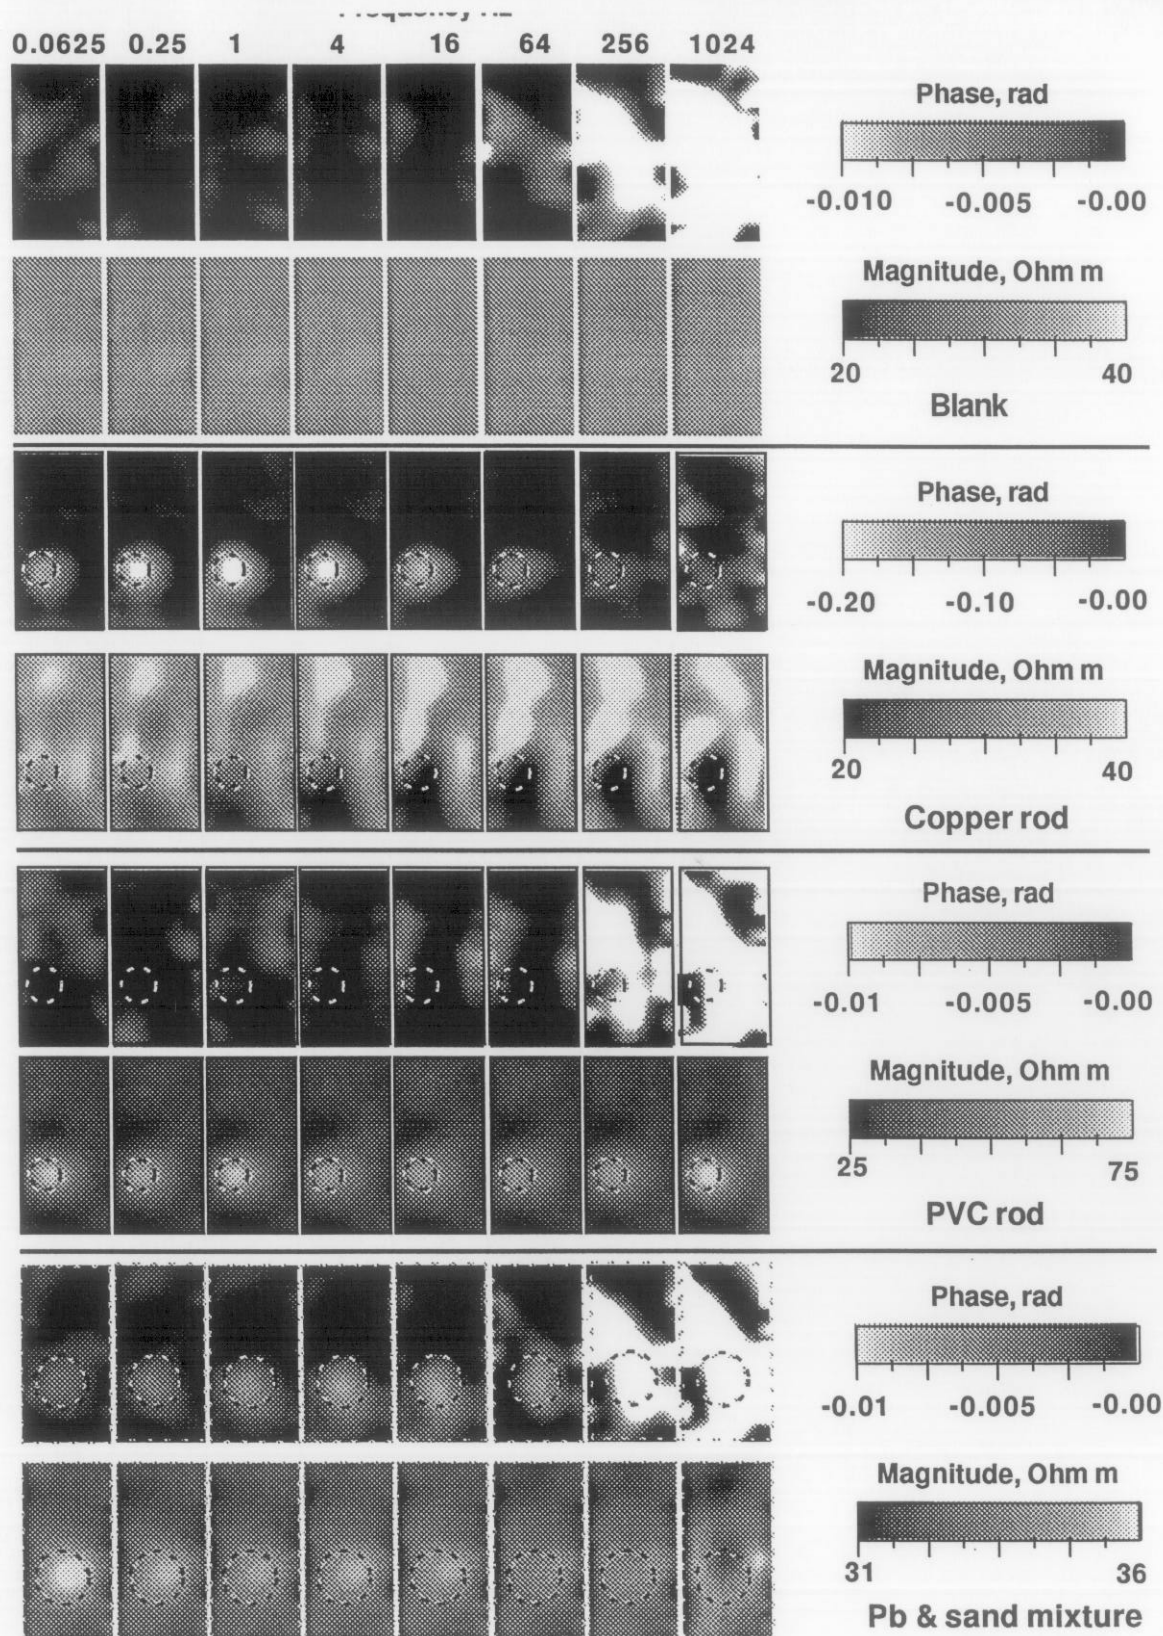 0.0625 0.25 1 4 16 64 256 1024
Phase, rad
-0.010 -0.005 -0.00
Magnitude, Ohm m
20 40
Blank
Phase, rad
-0.20 -0.10 -0.00
Magnitude, Ohm m
20 40
Copper rod
Phase, rad
-0.01 -0.005 -0.00
Magnitude, Ohm m
25 75
PVC rod
Phase, rad
-0.01 -0.005 -0.00
Magnitude, Ohm m
31 36
Pb & sand mixture